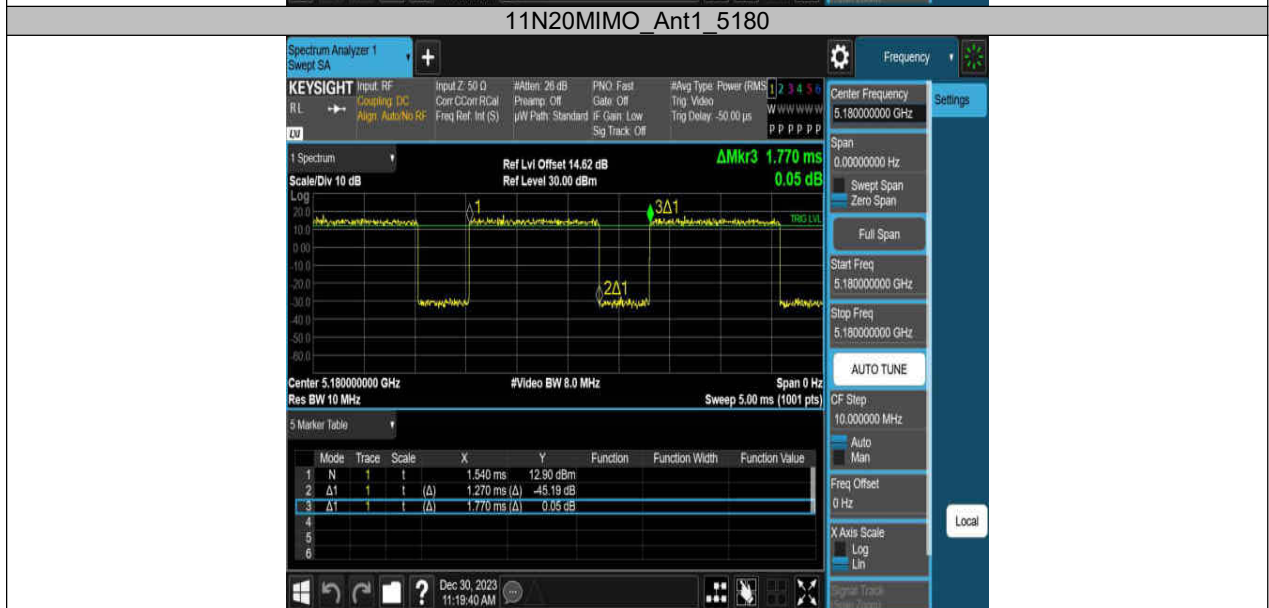 11N20MIMO_Ant1_5180
Spectrum Analyzer 1
Swept SA
+
Frequency
KEYSIGHT
RL
Input: RF
Coupling: DC
Align: Auto/No RF
Input Z: 50 Ω
Corr CCorr RCal
Freq Ref: Int (S)
#Atten: 26 dB
Preamp: Off
µW Path: Standard
PNO: Fast
Gate: Off
IF Gain: Low
Sig Track: Off
#Avg Type: Power (RMS
Trig: Video
Trig Delay: -50.00 µs
1 2 3 4 5 6
W W W W W W
P P P P P P
Center Frequency
5.180000000 GHz
Settings
Span
0.00000000 Hz
Swept Span
Zero Span
Full Span
Start Freq
5.180000000 GHz
Stop Freq
5.180000000 GHz
AUTO TUNE
CF Step
10.000000 MHz
Auto
Man
Freq Offset
0 Hz
X Axis Scale
Log
Lin
Signal Track
Local
1 Spectrum
Scale/Div 10 dB
Ref Lvl Offset 14.62 dB
Ref Level 30.00 dBm
ΔMkr3 1.770 ms
0.05 dB
Log
20.0
10.0
0.00
-10.0
-20.0
-30.0
-40.0
-50.0
-60.0
1
2Δ1
3Δ1
TRIG LVL
Center 5.180000000 GHz
Res BW 10 MHz
#Video BW 8.0 MHz
Span 0 Hz
Sweep 5.00 ms (1001 pts)
5 Marker Table
Mode Trace Scale X Y Function Function Width Function Value
1 N 1 t 1.540 ms 12.90 dBm
2 Δ1 1 t (Δ) 1.270 ms (Δ) -45.19 dB
3 Δ1 1 t (Δ) 1.770 ms (Δ) 0.05 dB
4
5
6
?
Dec 30, 2023
11:19:40 AM